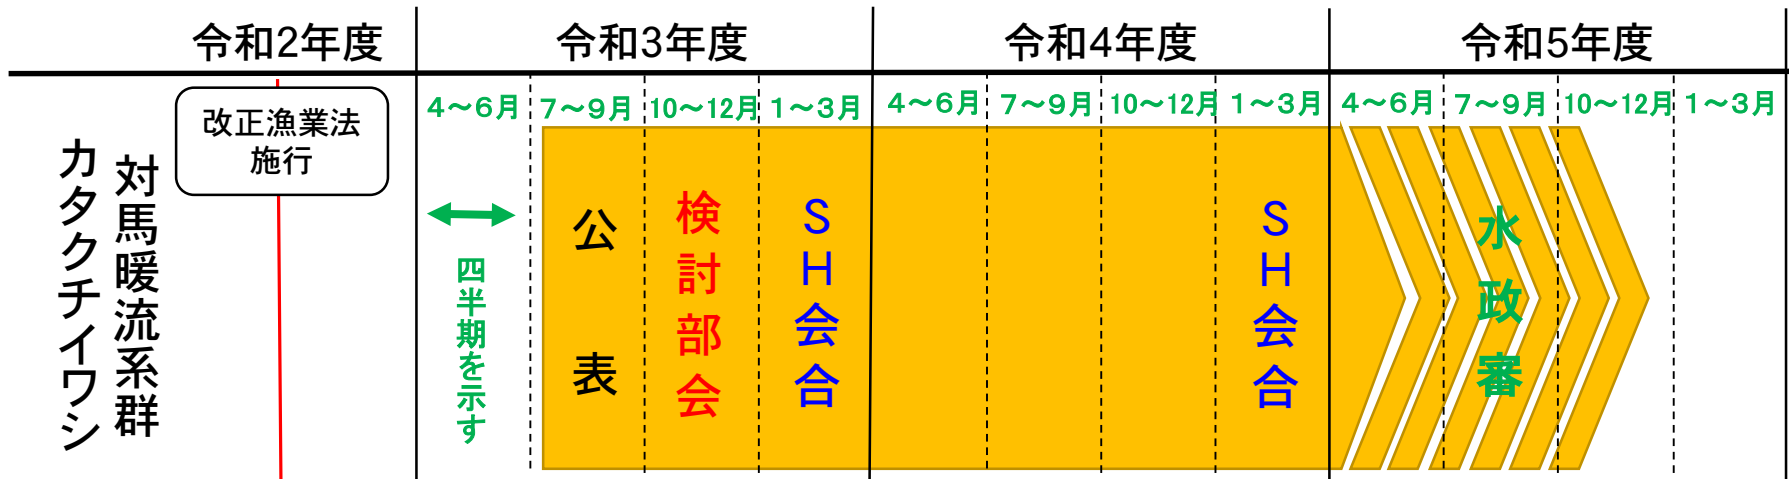 令和2年度
令和3年度
令和4年度
令和5年度
4～6月
7～9月
10～12月
1～3月
4～6月
7～9月
10～12月
1～3月
4～6月
7～9月
10～12月
1～3月
対馬暖流系群
カタクチイワシ
改正漁業法
施行
四半期を示す
公表
検討部会
SH会合
SH会合
水政審